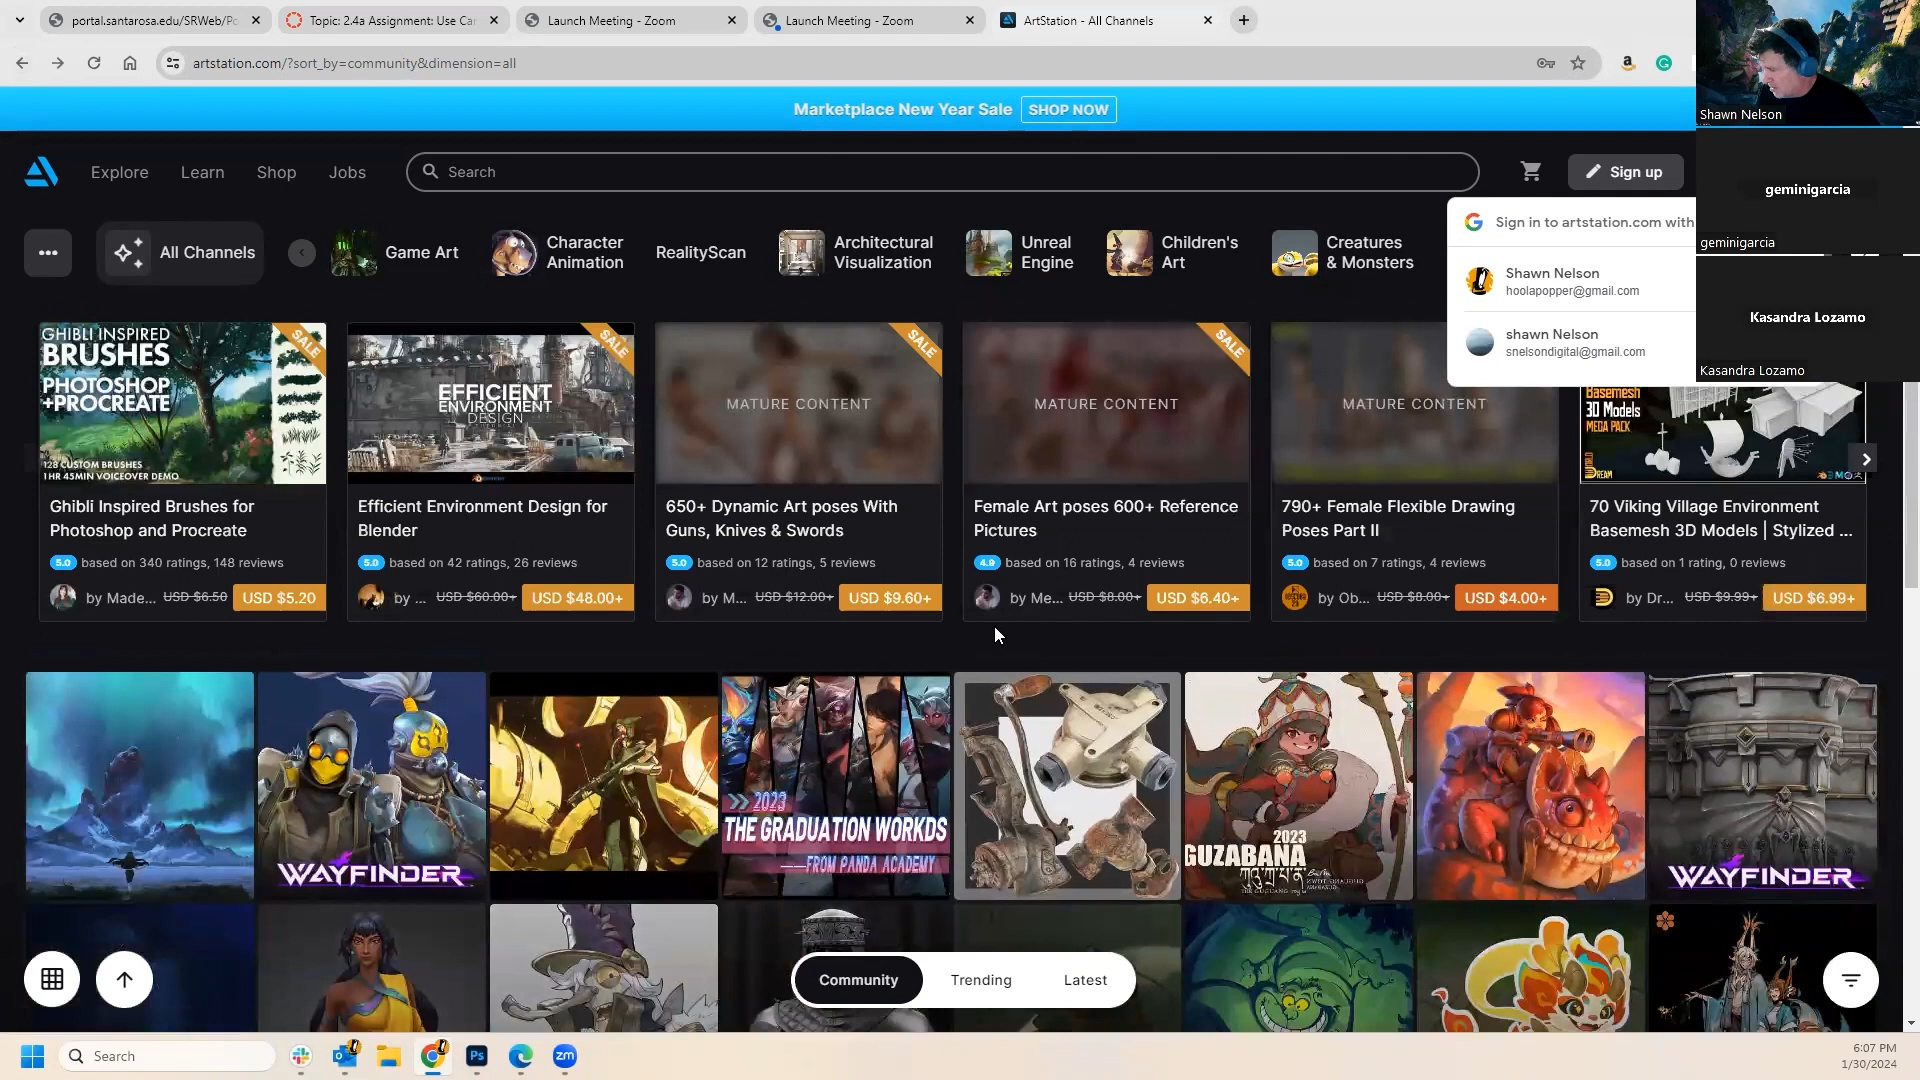 portal.santarosa.edu/SRWeb/Po
Topic: 2.4a Assignment: Use Car
Launch Meeting - Zoom
Launch Meeting - Zoom
ArtStation - All Channels
artstation.com/?sort_by=community&dimension=all
Marketplace New Year Sale SHOP NOW
Explore Learn Shop Jobs Search Sign up
Shawn Nelson
geminigarcia
geminigarcia
Kasandra Lozamo
Kasandra Lozamo
Sign in to artstation.com with
Shawn Nelson
hoolapopper@gmail.com
shawn Nelson
snelsondigital@gmail.com
All Channels
Game Art
Character
Animation
RealityScan
Architectural
Visualization
Unreal
Engine
Children's
Art
Creatures
& Monsters
GHIBLI INSPIRED
BRUSHES
PHOTOSHOP
+PROCREATE
128 CUSTOM BRUSHES
1HR 45MIN VOICEOVER DEMO
SALE
Ghibli Inspired Brushes for
Photoshop and Procreate
5.0 based on 340 ratings, 148 reviews
by Made... USD $6.50 USD $5.20
EFFICIENT
ENVIRONMENT
DESIGN
SALE
Efficient Environment Design for
Blender
5.0 based on 42 ratings, 26 reviews
by ... USD $60.00+ USD $48.00+
MATURE CONTENT
SALE
650+ Dynamic Art poses With
Guns, Knives & Swords
5.0 based on 12 ratings, 5 reviews
by M... USD $12.00+ USD $9.60+
MATURE CONTENT
SALE
Female Art poses 600+ Reference
Pictures
4.9 based on 16 ratings, 4 reviews
by Me... USD $8.00+ USD $6.40+
MATURE CONTENT
790+ Female Flexible Drawing
Poses Part II
5.0 based on 7 ratings, 4 reviews
by Ob... USD $8.00+ USD $4.00+
Basemesh
3D Models
MEGA PACK
DREAM
70 Viking Village Environment
Basemesh 3D Models | Stylized ...
5.0 based on 1 rating, 0 reviews
by Dr... USD $9.99+ USD $6.99+
WAYFINDER
2023
THE GRADUATION WORKDS
——FROM PANDA ACADEMY
2023
GUZABANA
WAYFINDER
Community Trending Latest
Search
Ps
zm
6:07 PM
1/30/2024